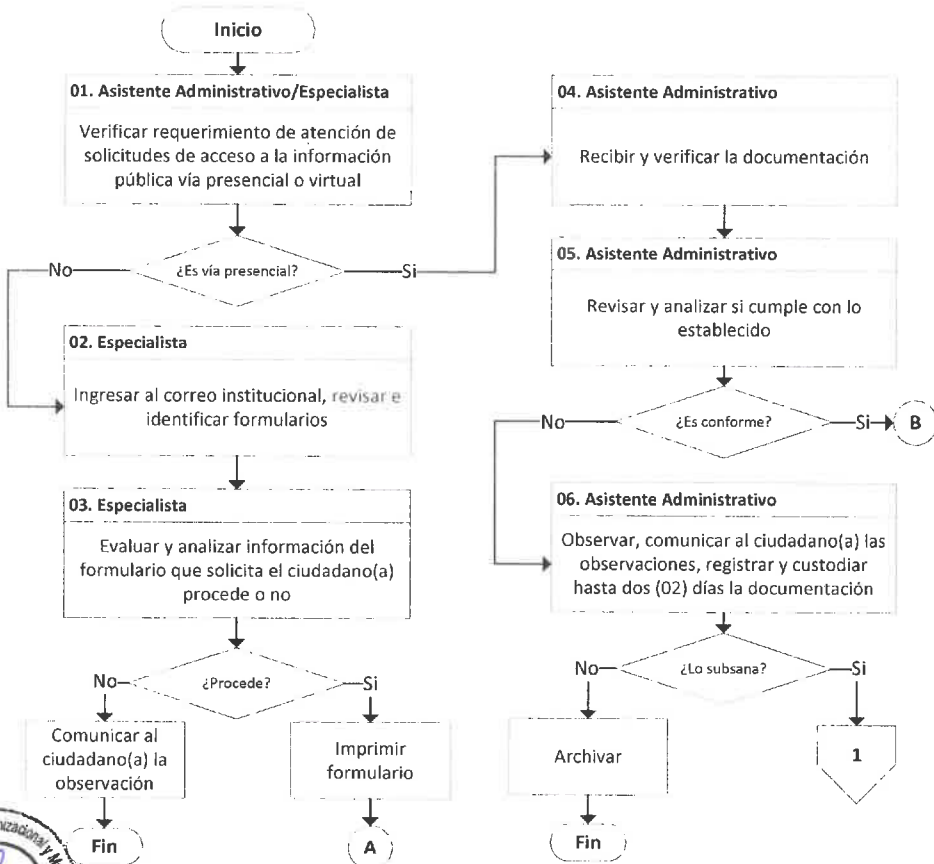 Inicio
01. Asistente Administrativo/Especialista
Verificar requerimiento de atención de
solicitudes de acceso a la información
pública vía presencial o virtual
¿Es vía presencial?
No
Si
02. Especialista
Ingresar al correo institucional, revisar e
identificar formularios
03. Especialista
Evaluar y analizar información del
formulario que solicita el ciudadano(a)
procede o no
¿Procede?
No
Si
Comunicar al
ciudadano(a) la
observación
Imprimir
formulario
Fin
A
04. Asistente Administrativo
Recibir y verificar la documentación
05. Asistente Administrativo
Revisar y analizar si cumple con lo
establecido
¿Es conforme?
No
Si
B
06. Asistente Administrativo
Observar, comunicar al ciudadano(a) las
observaciones, registrar y custodiar
hasta dos (02) días la documentación
¿Lo subsana?
No
Si
Archivar
1
Fin